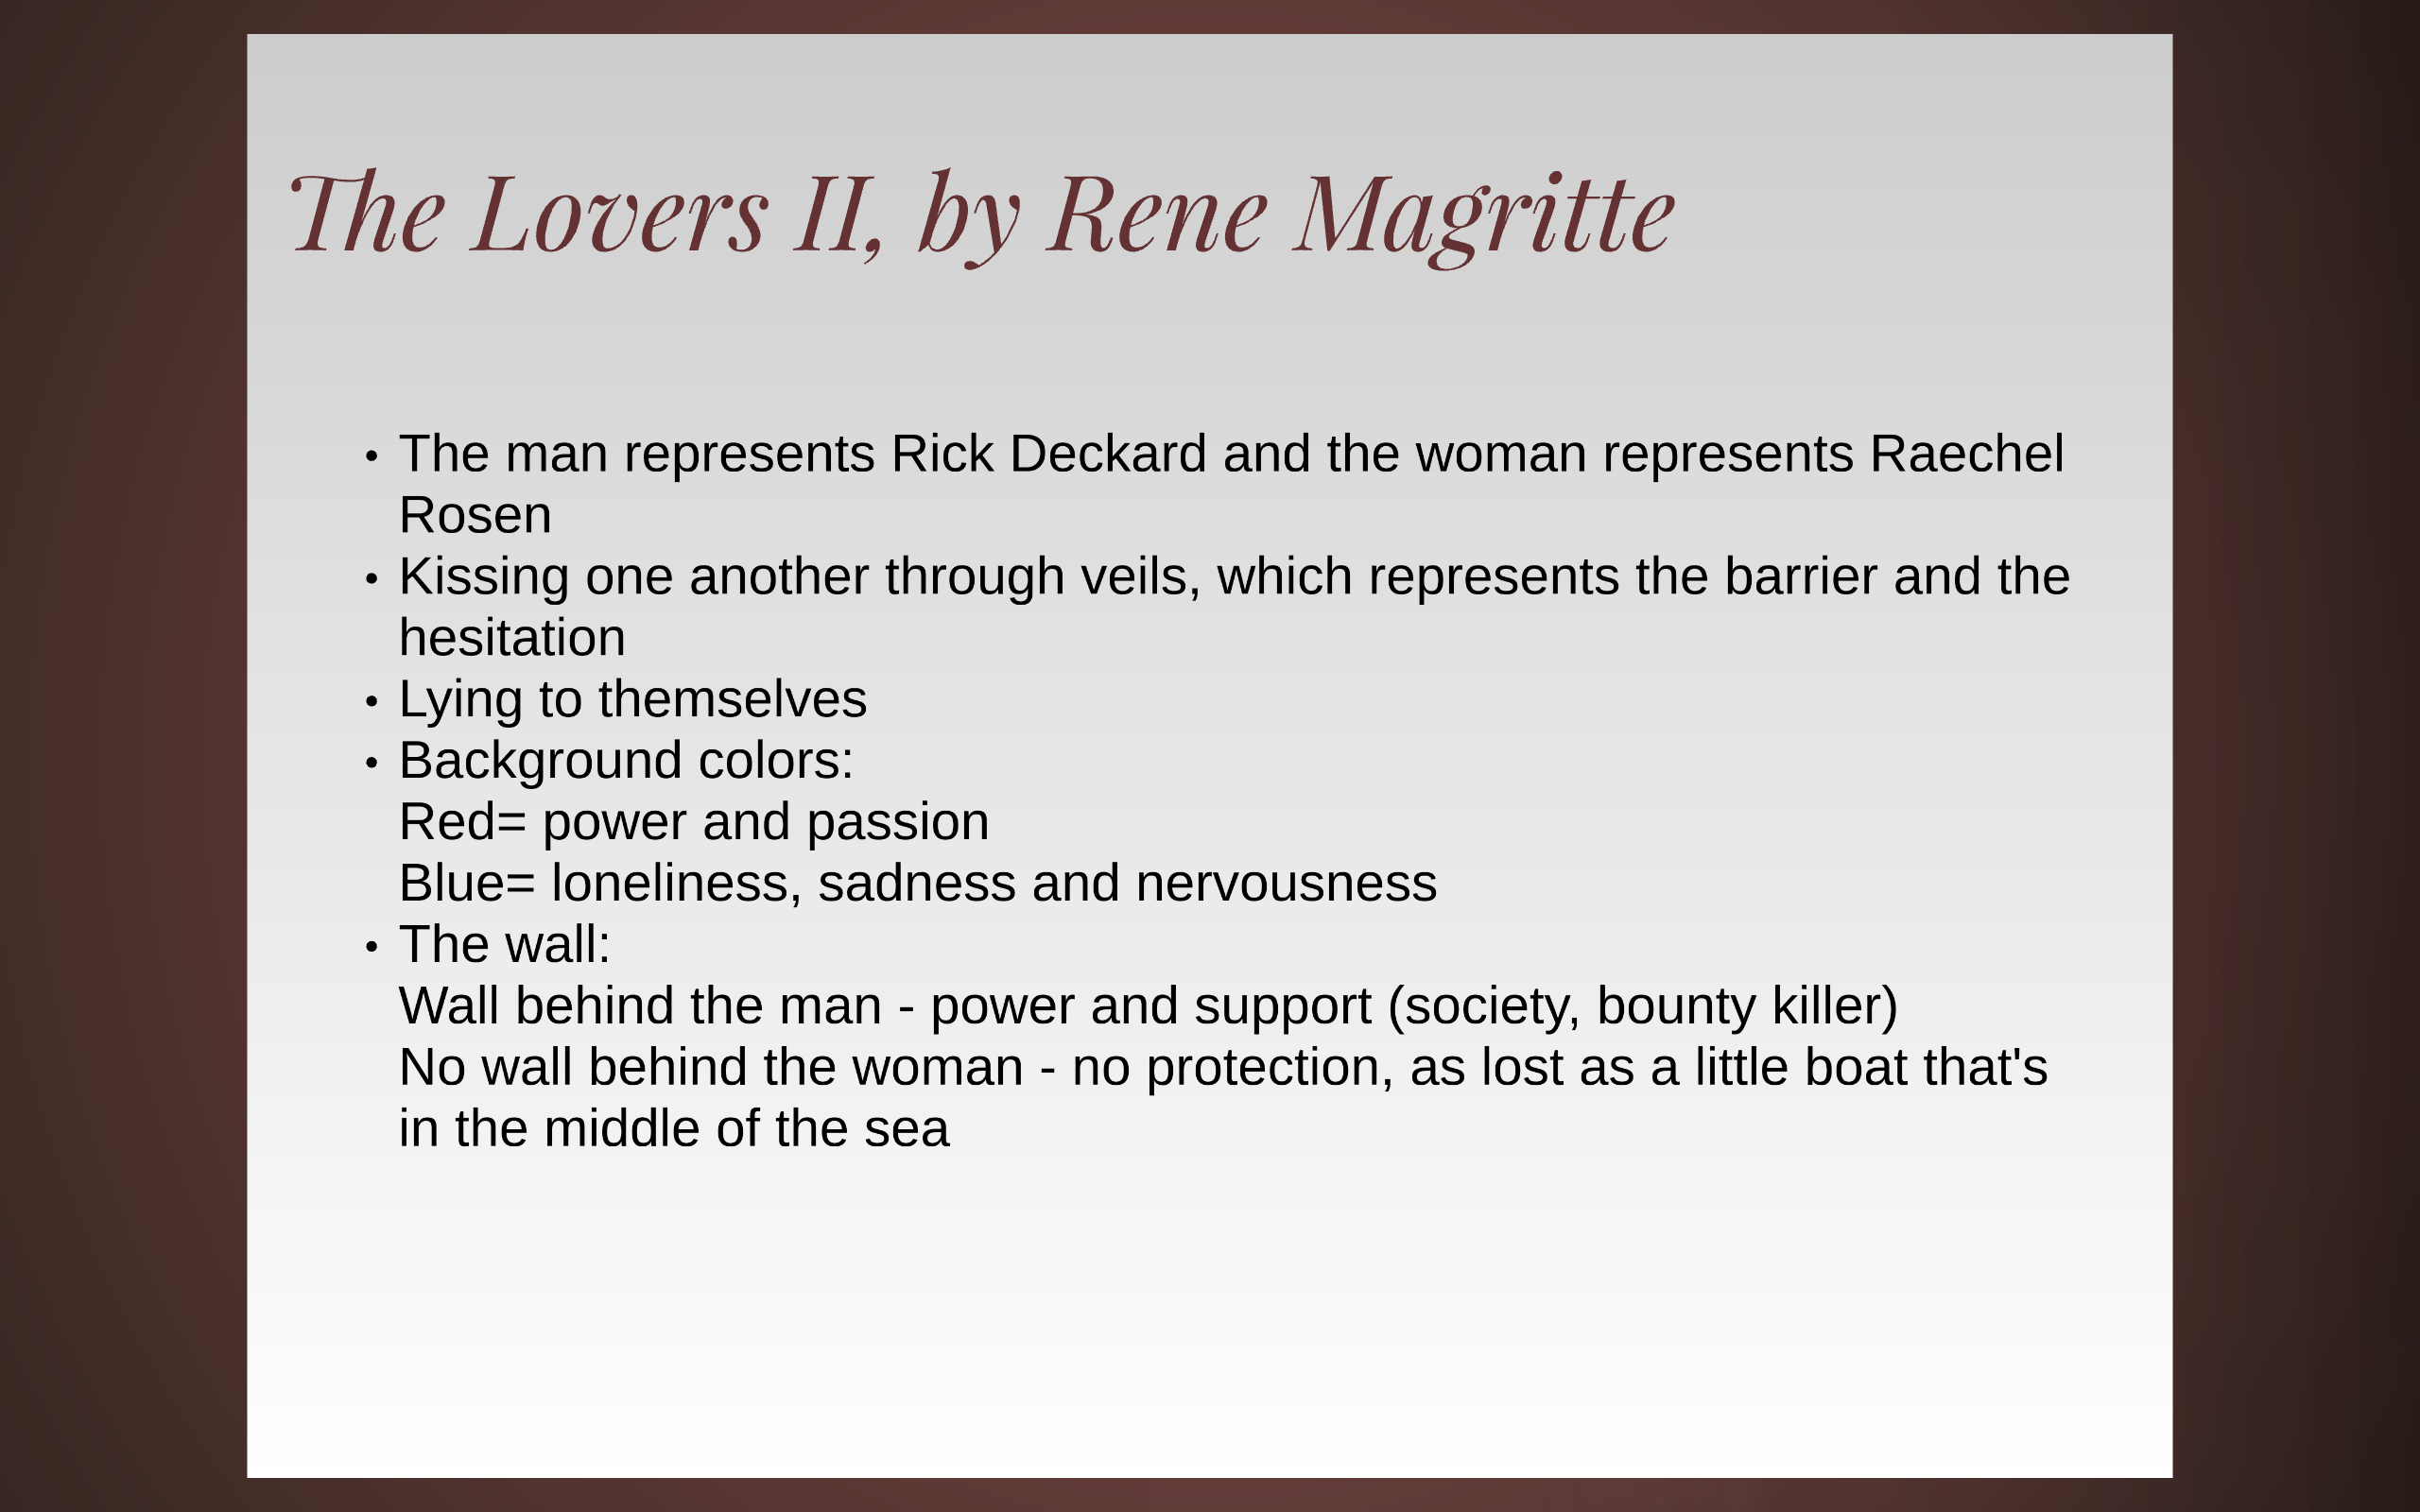 The Lovers II, by Rene Magritte
• The man represents Rick Deckard and the woman represents Raechel
Rosen
• Kissing one another through veils, which represents the barrier and the
hesitation
• Lying to themselves
• Background colors:
Red= power and passion
Blue= loneliness, sadness and nervousness
• The wall:
Wall behind the man - power and support (society, bounty killer)
No wall behind the woman - no protection, as lost as a little boat that's
in the middle of the sea